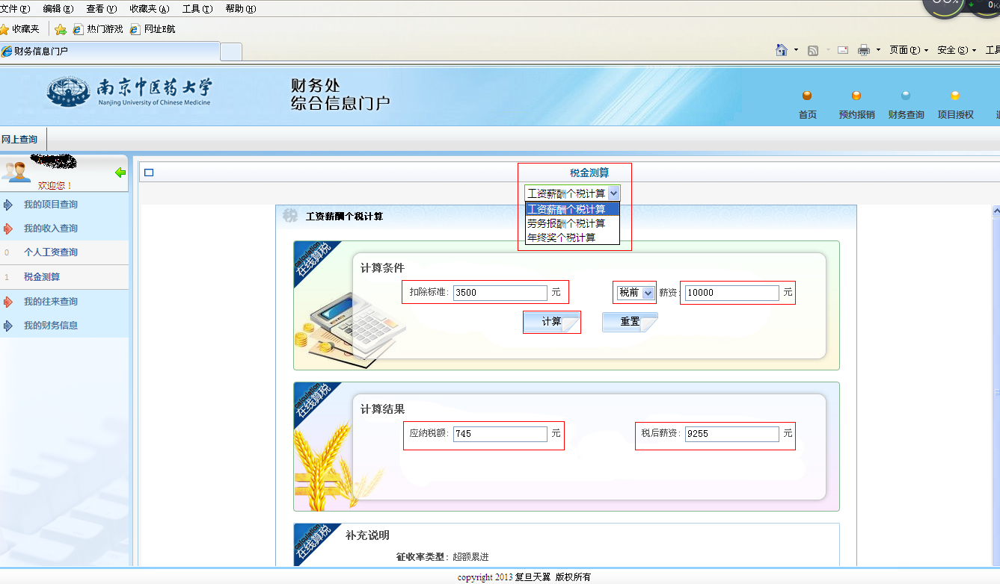 文件(F) 编辑(E) 查看(V) 收藏夹(A) 工具(T) 帮助(H)
收藏夹 热门游戏 网址E航
财务信息门户 页面(P) 安全(S)
南京中医药大学
Nanjing University of Chinese Medicine
财务处
综合信息门户
首页 预约报销 财务查询 项目授权
网上查询
欢迎您！
我的项目查询
我的收入查询
0 个人工资查询
1 税金测算
我的往来查询
我的财务信息
税金测算
工资薪酬个税计算
工资薪酬个税计算
劳务报酬个税计算
年终奖个税计算
税 工资薪酬个税计算
calculation
在线算税
计算条件
扣除标准: 3500 元 税前 薪资: 10000 元
计算 重置
calculation
在线算税
计算结果
应纳税额: 745 元 税后薪资: 9255 元
calculation
在线算税
补充说明
征收率类型: 超额累进
copyright 2013 复旦天翼 版权所有